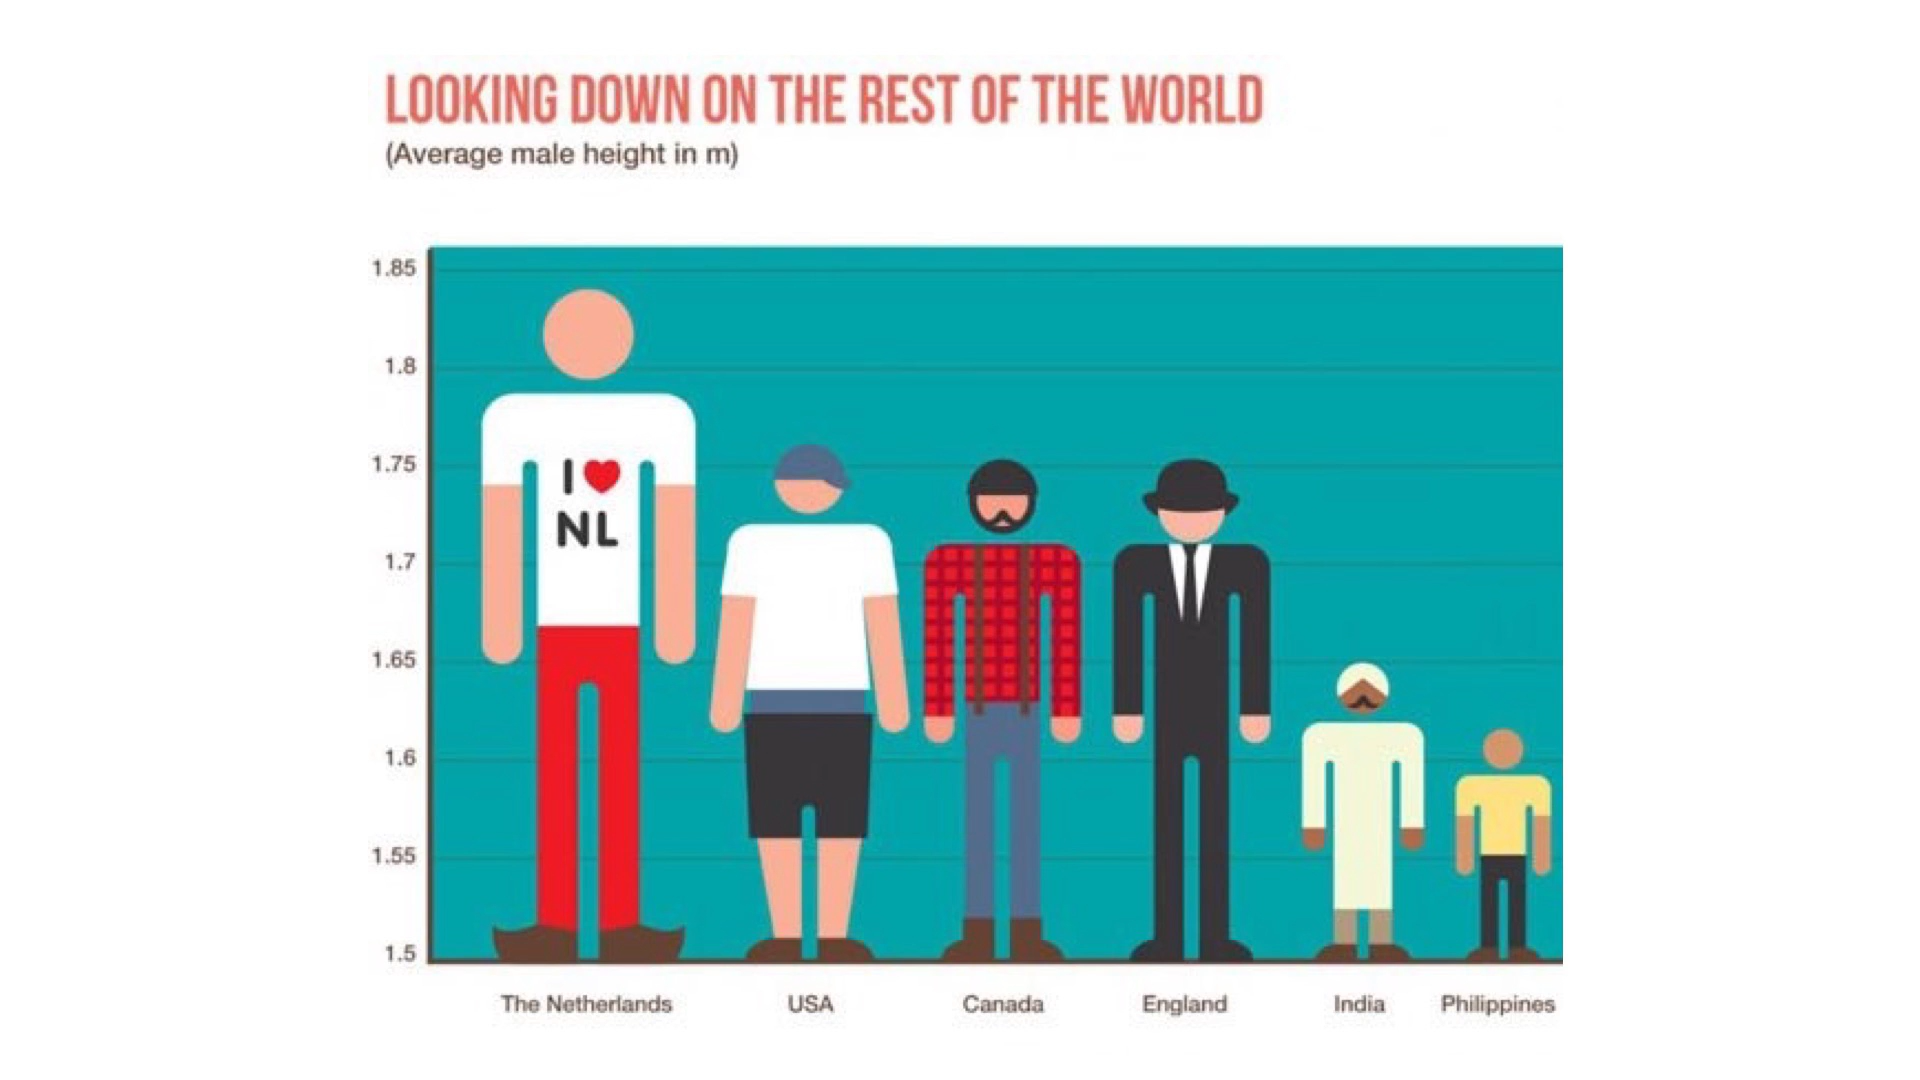 LOOKING DOWN ON THE REST OF THE WORLD
(Average male height in m)
1.85
1.8
1.75
1.7
1.65
1.6
1.55
1.5
I ❤
NL
The Netherlands USA Canada England India Philippines